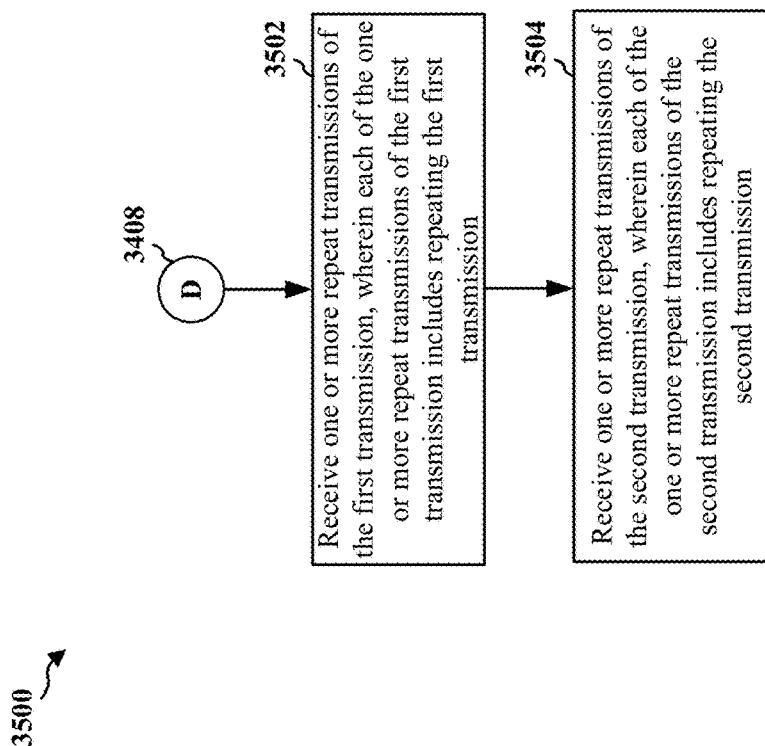 3500
D
3408
3502
Receive one or more repeat transmissions of
the first transmission, wherein each of the one
or more repeat transmissions of the first
transmission includes repeating the first
transmission
3504
Receive one or more repeat transmissions of
the second transmission, wherein each of the
one or more repeat transmissions of the
second transmission includes repeating the
second transmission